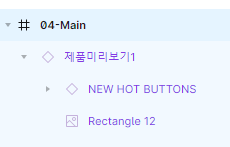 04-Main
제품미리보기1
NEW HOT BUTTONS
Rectangle 12